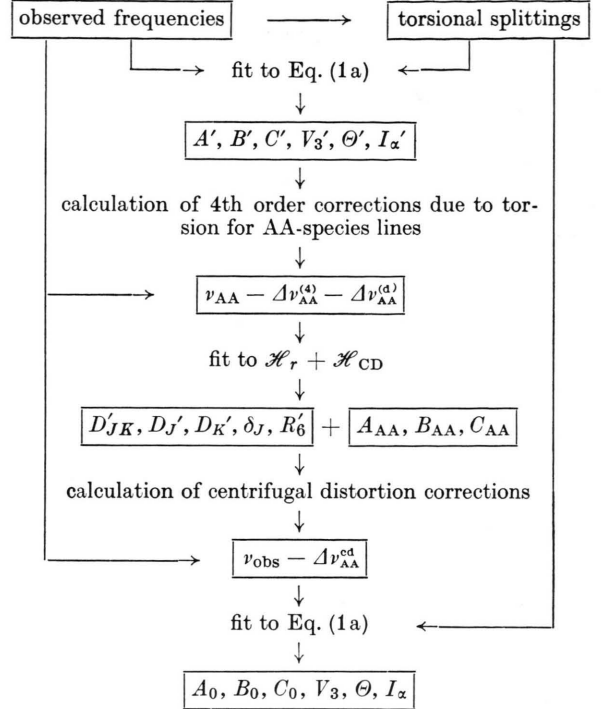 observed frequencies → torsional splittings
→ fit to Eq. (1a) ←
↓
A′, B′, C′, V₃′, Θ′, Iα′
↓
calculation of 4th order corrections due to tor-
sion for AA-species lines
↓
→ νAA − Δν(4)AA − Δν(d)AA
↓
fit to ℋr + ℋCD
↓
D′JK, DJ′, DK′, δJ, R′6 + AAA, BAA, CAA
↓
calculation of centrifugal distortion corrections
↓
→ νobs − ΔνcdAA
↓
fit to Eq. (1a) ←
↓
A₀, B₀, C₀, V₃, Θ, Iα